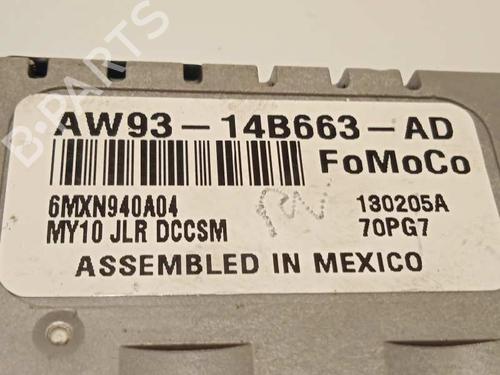 AW93-14B663-AD
FoMoCo
6MXN940A04
130205A
MY10 JLR DCCSM
70PG7
ASSEMBLED IN MEXICO
B-PARTS